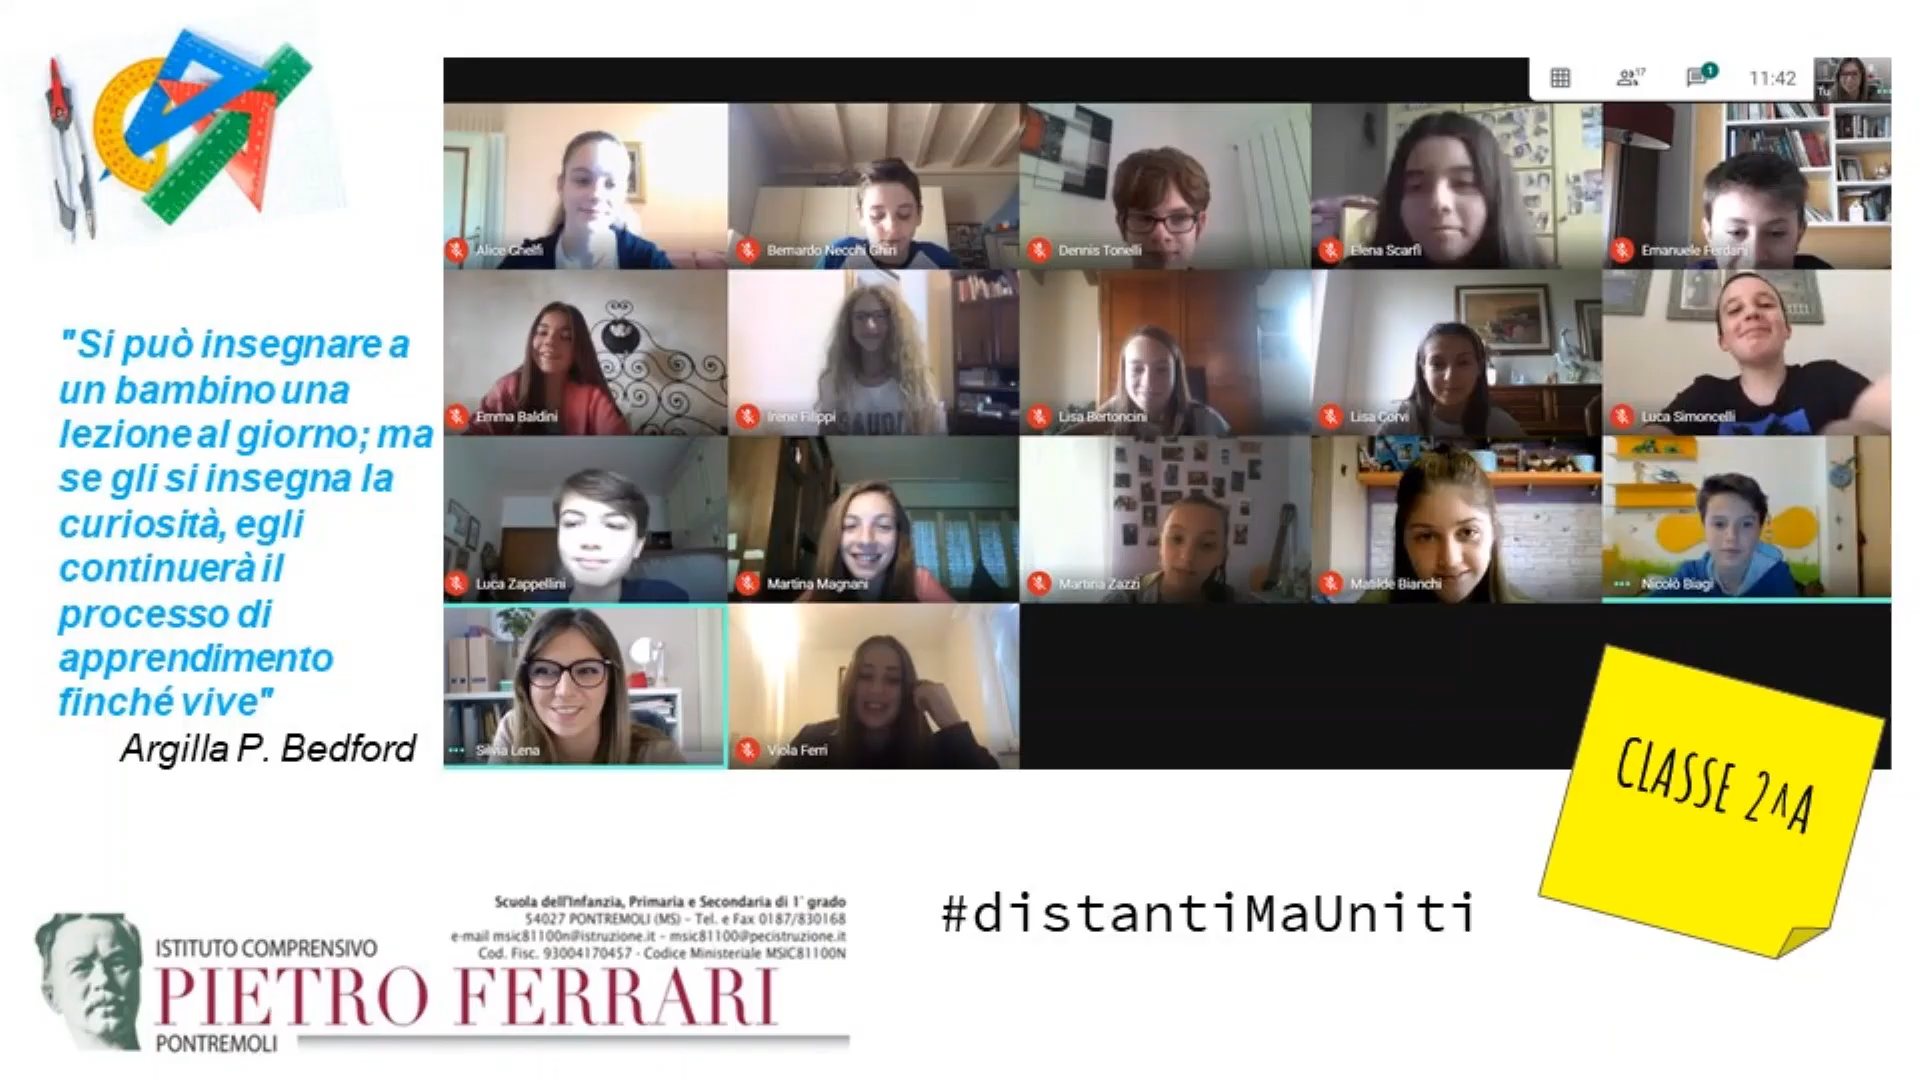 "Si può insegnare a
un bambino una
lezione al giorno; ma
se gli si insegna la
curiosità, egli
continuerà il
processo di
apprendimento
finché vive"
Argilla P. Bedford
17
1
11:42
Tu
Alice Ghelfi
Bernardo Necchi Ghiri
Dennis Tonelli
Elena Scarfì
Emanuele Ferdani
Emma Baldini
Irene Filippi
Lisa Bertoncini
Lisa Corvi
Luca Simoncelli
Luca Zappellini
Martina Magnani
Martina Zazzi
Matilde Bianchi
Nicolò Biagi
Silvia Lena
Viola Ferri
CLASSE 2^A
#distantiMaUniti
Scuola dell'Infanzia, Primaria e Secondaria di 1° grado
54027 PONTREMOLI (MS) - Tel. e Fax 0187/830168
e-mail msic81100n@istruzione.it - msic81100@pecistruzione.it
Cod. Fisc. 93004170457 - Codice Ministeriale MSIC81100N
ISTITUTO COMPRENSIVO
PIETRO FERRARI
PONTREMOLI